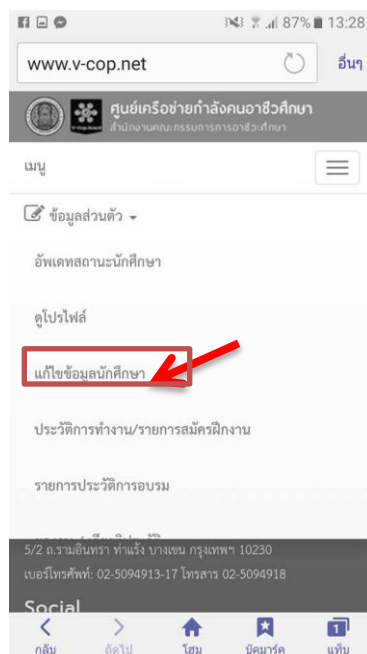 87% 13:28
www.v-cop.net
อื่นๆ
ศูนย์เครือข่ายกำลังคนอาชีวศึกษา
สำนักงานคณะกรรมการการอาชีวะศึกษา
เมนู
ข้อมูลส่วนตัว
อัพเดทสถานะนักศึกษา
ดูโปรไฟล์
แก้ไขข้อมูลนักศึกษา
ประวัติการทำงาน/รายการสมัครฝึกงาน
รายการประวัติการอบรม
5/2 ถ.รามอินทรา ท่าแร้ง บางเขน กรุงเทพฯ 10230
เบอร์โทรศัพท์: 02-5094913-17 โทรสาร 02-5094918
Social
กลับ ถัดไป โฮม บุ๊คมาร์ค แท็บ